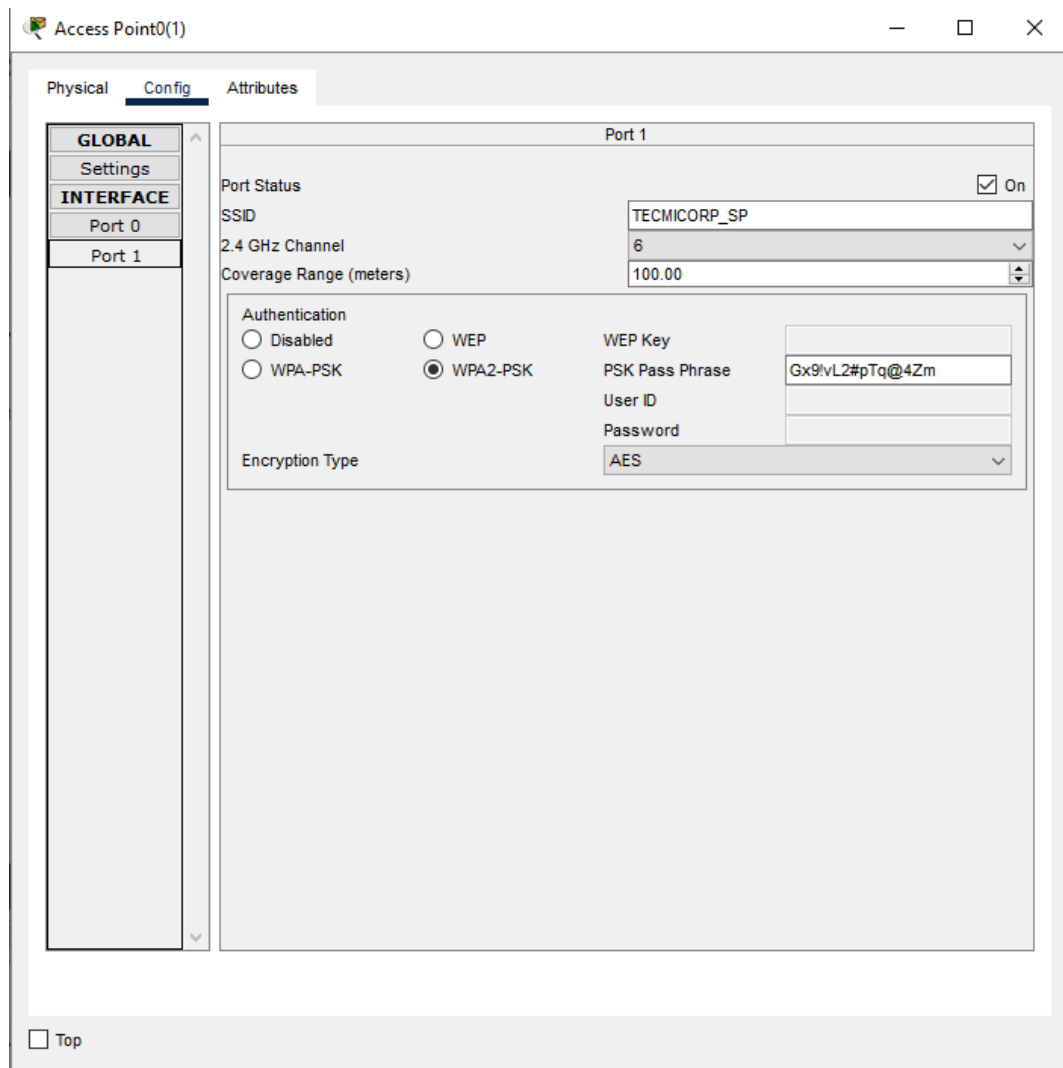 Access Point0(1)
Physical Config Attributes
GLOBAL
Settings
INTERFACE
Port 0
Port 1
Port 1
Port Status On
SSID TECMICORP_SP
2.4 GHz Channel 6
Coverage Range (meters) 100.00
Authentication
Disabled WEP WEP Key
WPA-PSK WPA2-PSK PSK Pass Phrase Gx9!vL2#pTq@4Zm
User ID
Password
Encryption Type AES
Top